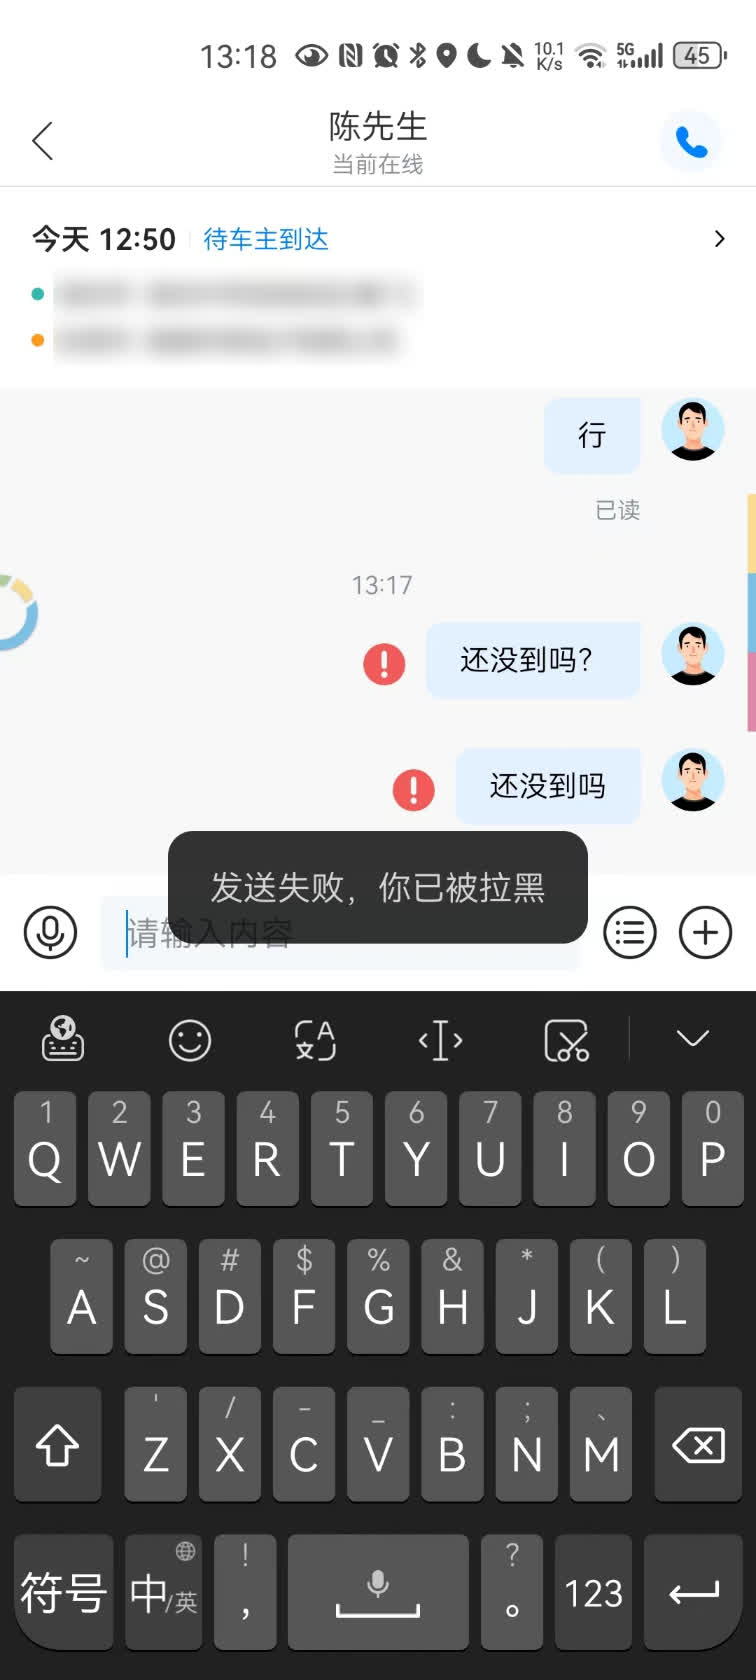 13:18 10.1 K/s 5G 45
陈先生
当前在线
今天 12:50 待车主到达
行
已读
13:17
还没到吗?
还没到吗
发送失败，你已被拉黑
请输入内容
1 2 3 4 5 6 7 8 9 0
Q W E R T Y U I O P
~ @ # $ % & * ( )
A S D F G H J K L
' / - _ : ; 、
Z X C V B N M
! ?
符号 中/英 , 。 123